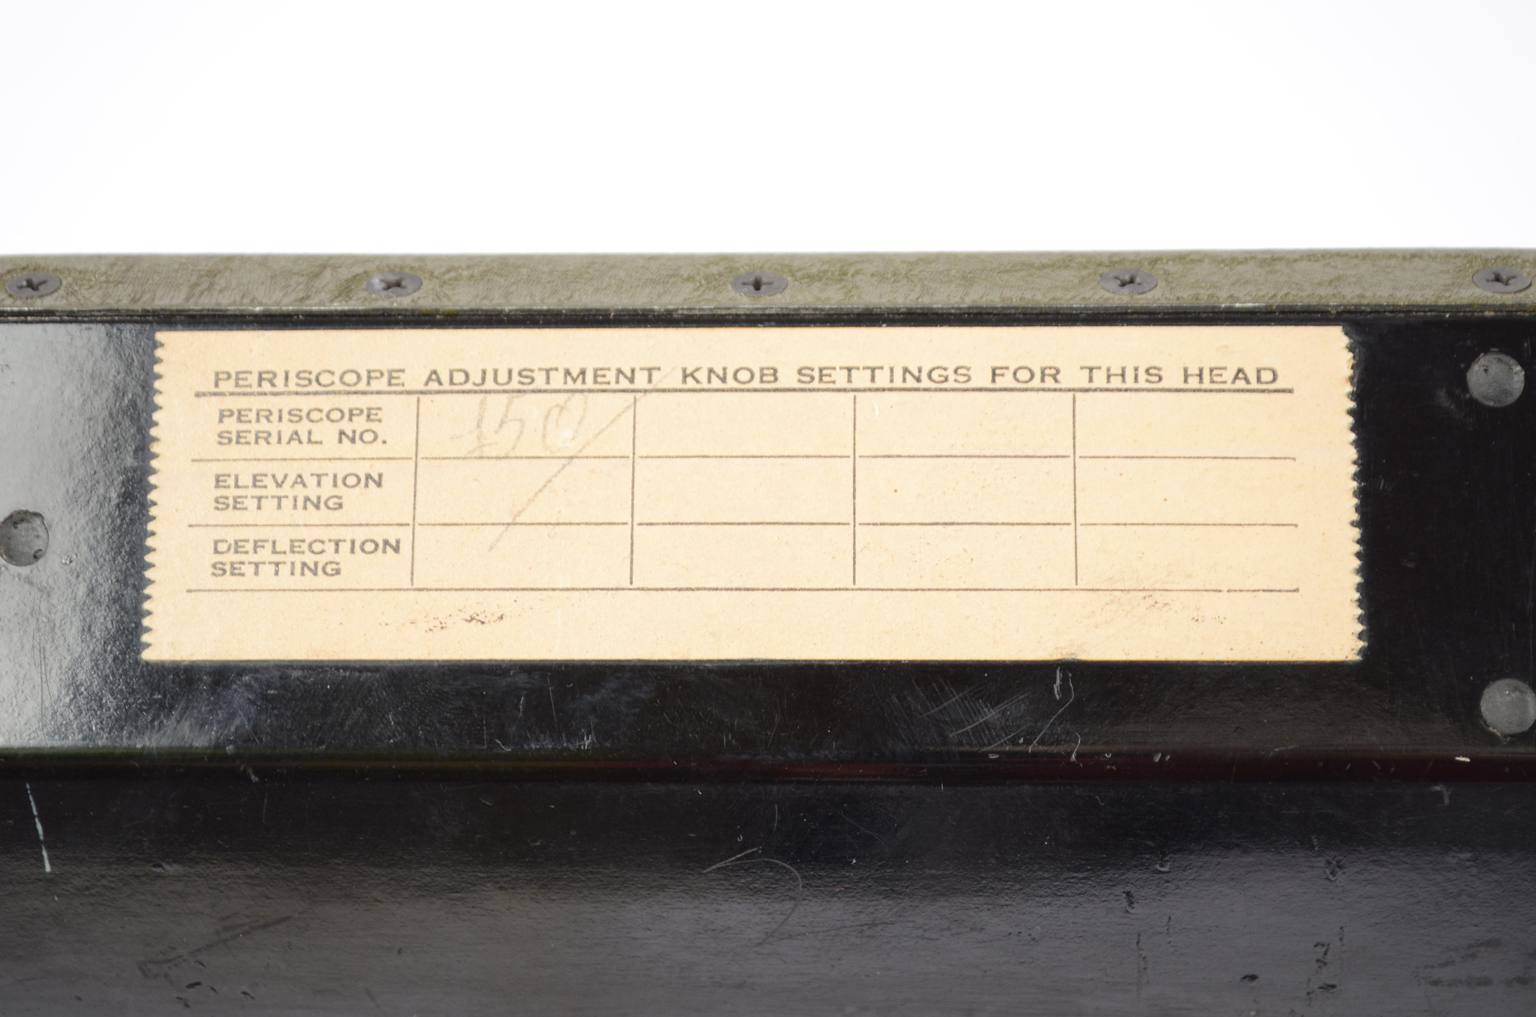 PERISCOPE ADJUSTMENT KNOB SETTINGS FOR THIS HEAD
PERISCOPE
SERIAL NO.
150
ELEVATION
SETTING
DEFLECTION
SETTING